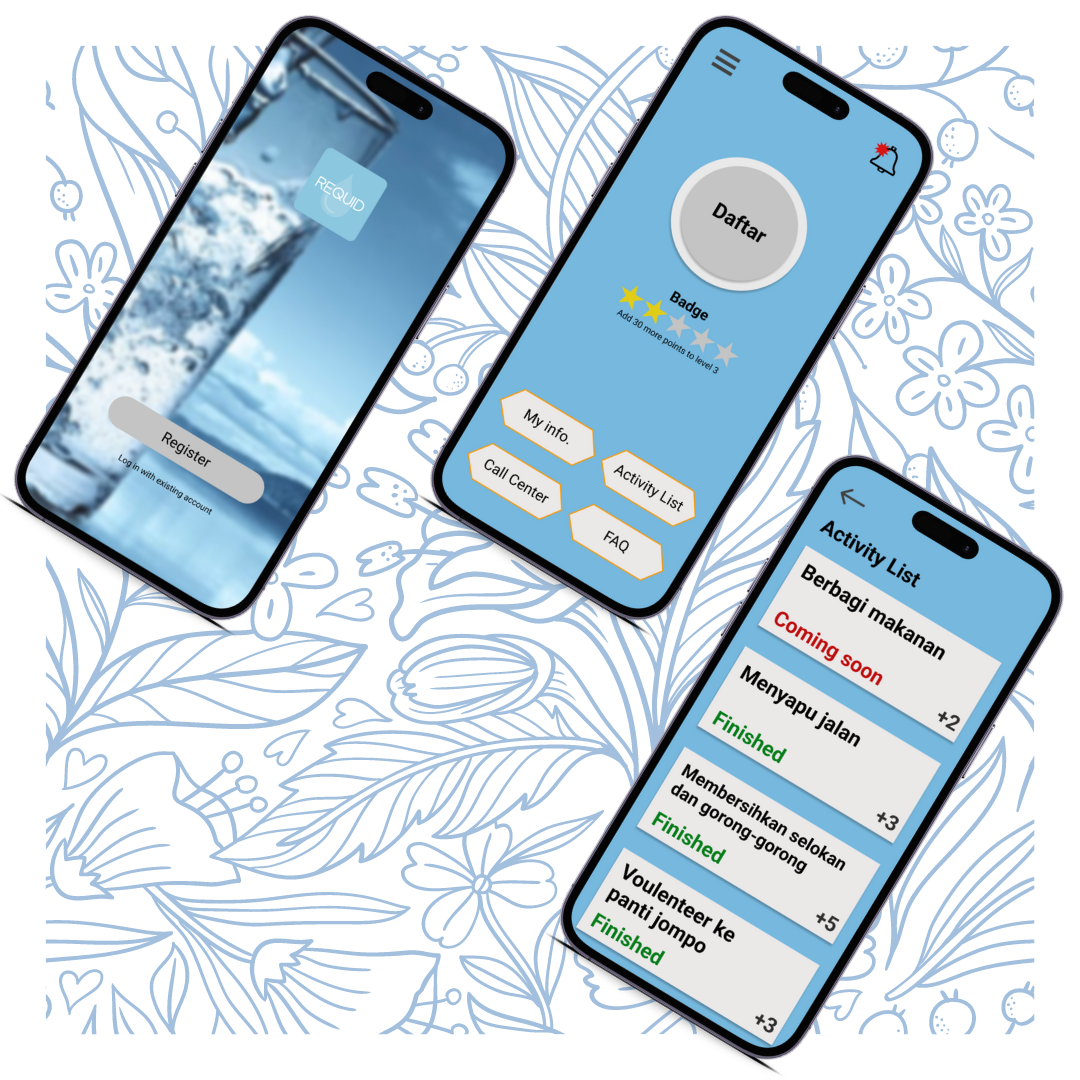 REQUID
Register
Log in with existing account
Daftar
Badge
Add 30 more points to level 3
My info.
Activity List
Call Center
FAQ
Activity List
Berbagi makanan
Coming soon
+2
Menyapu jalan
Finished
+3
Membersihkan selokan
dan gorong-gorong
Finished
+5
Voulenteer ke
panti jompo
Finished
+3